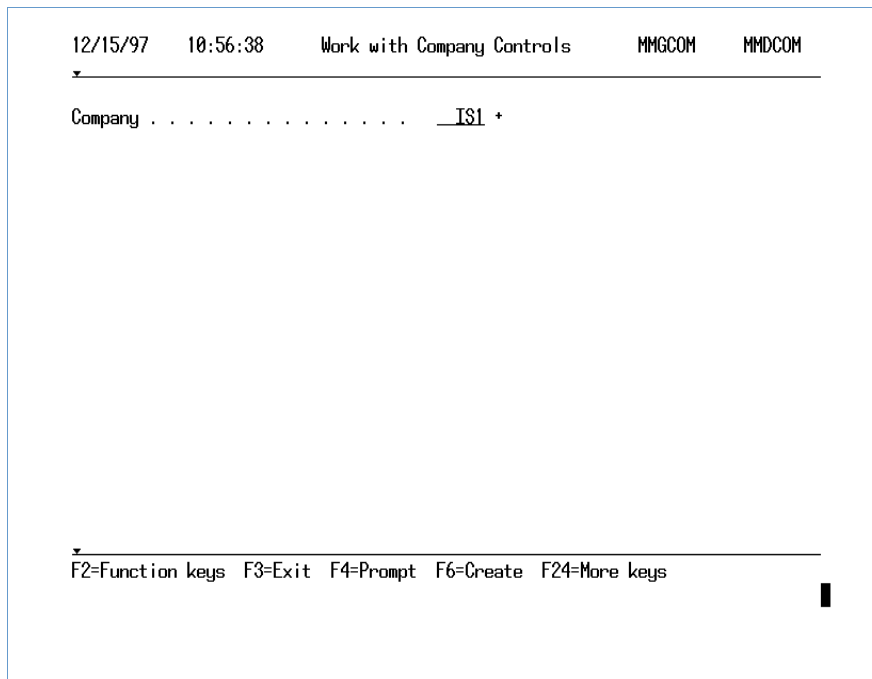 12/15/97 10:56:38 Work with Company Controls MMGCOM MMDCOM
Company . . . . . . . . . . . . . . IS1 +
F2=Function keys F3=Exit F4=Prompt F6=Create F24=More keys